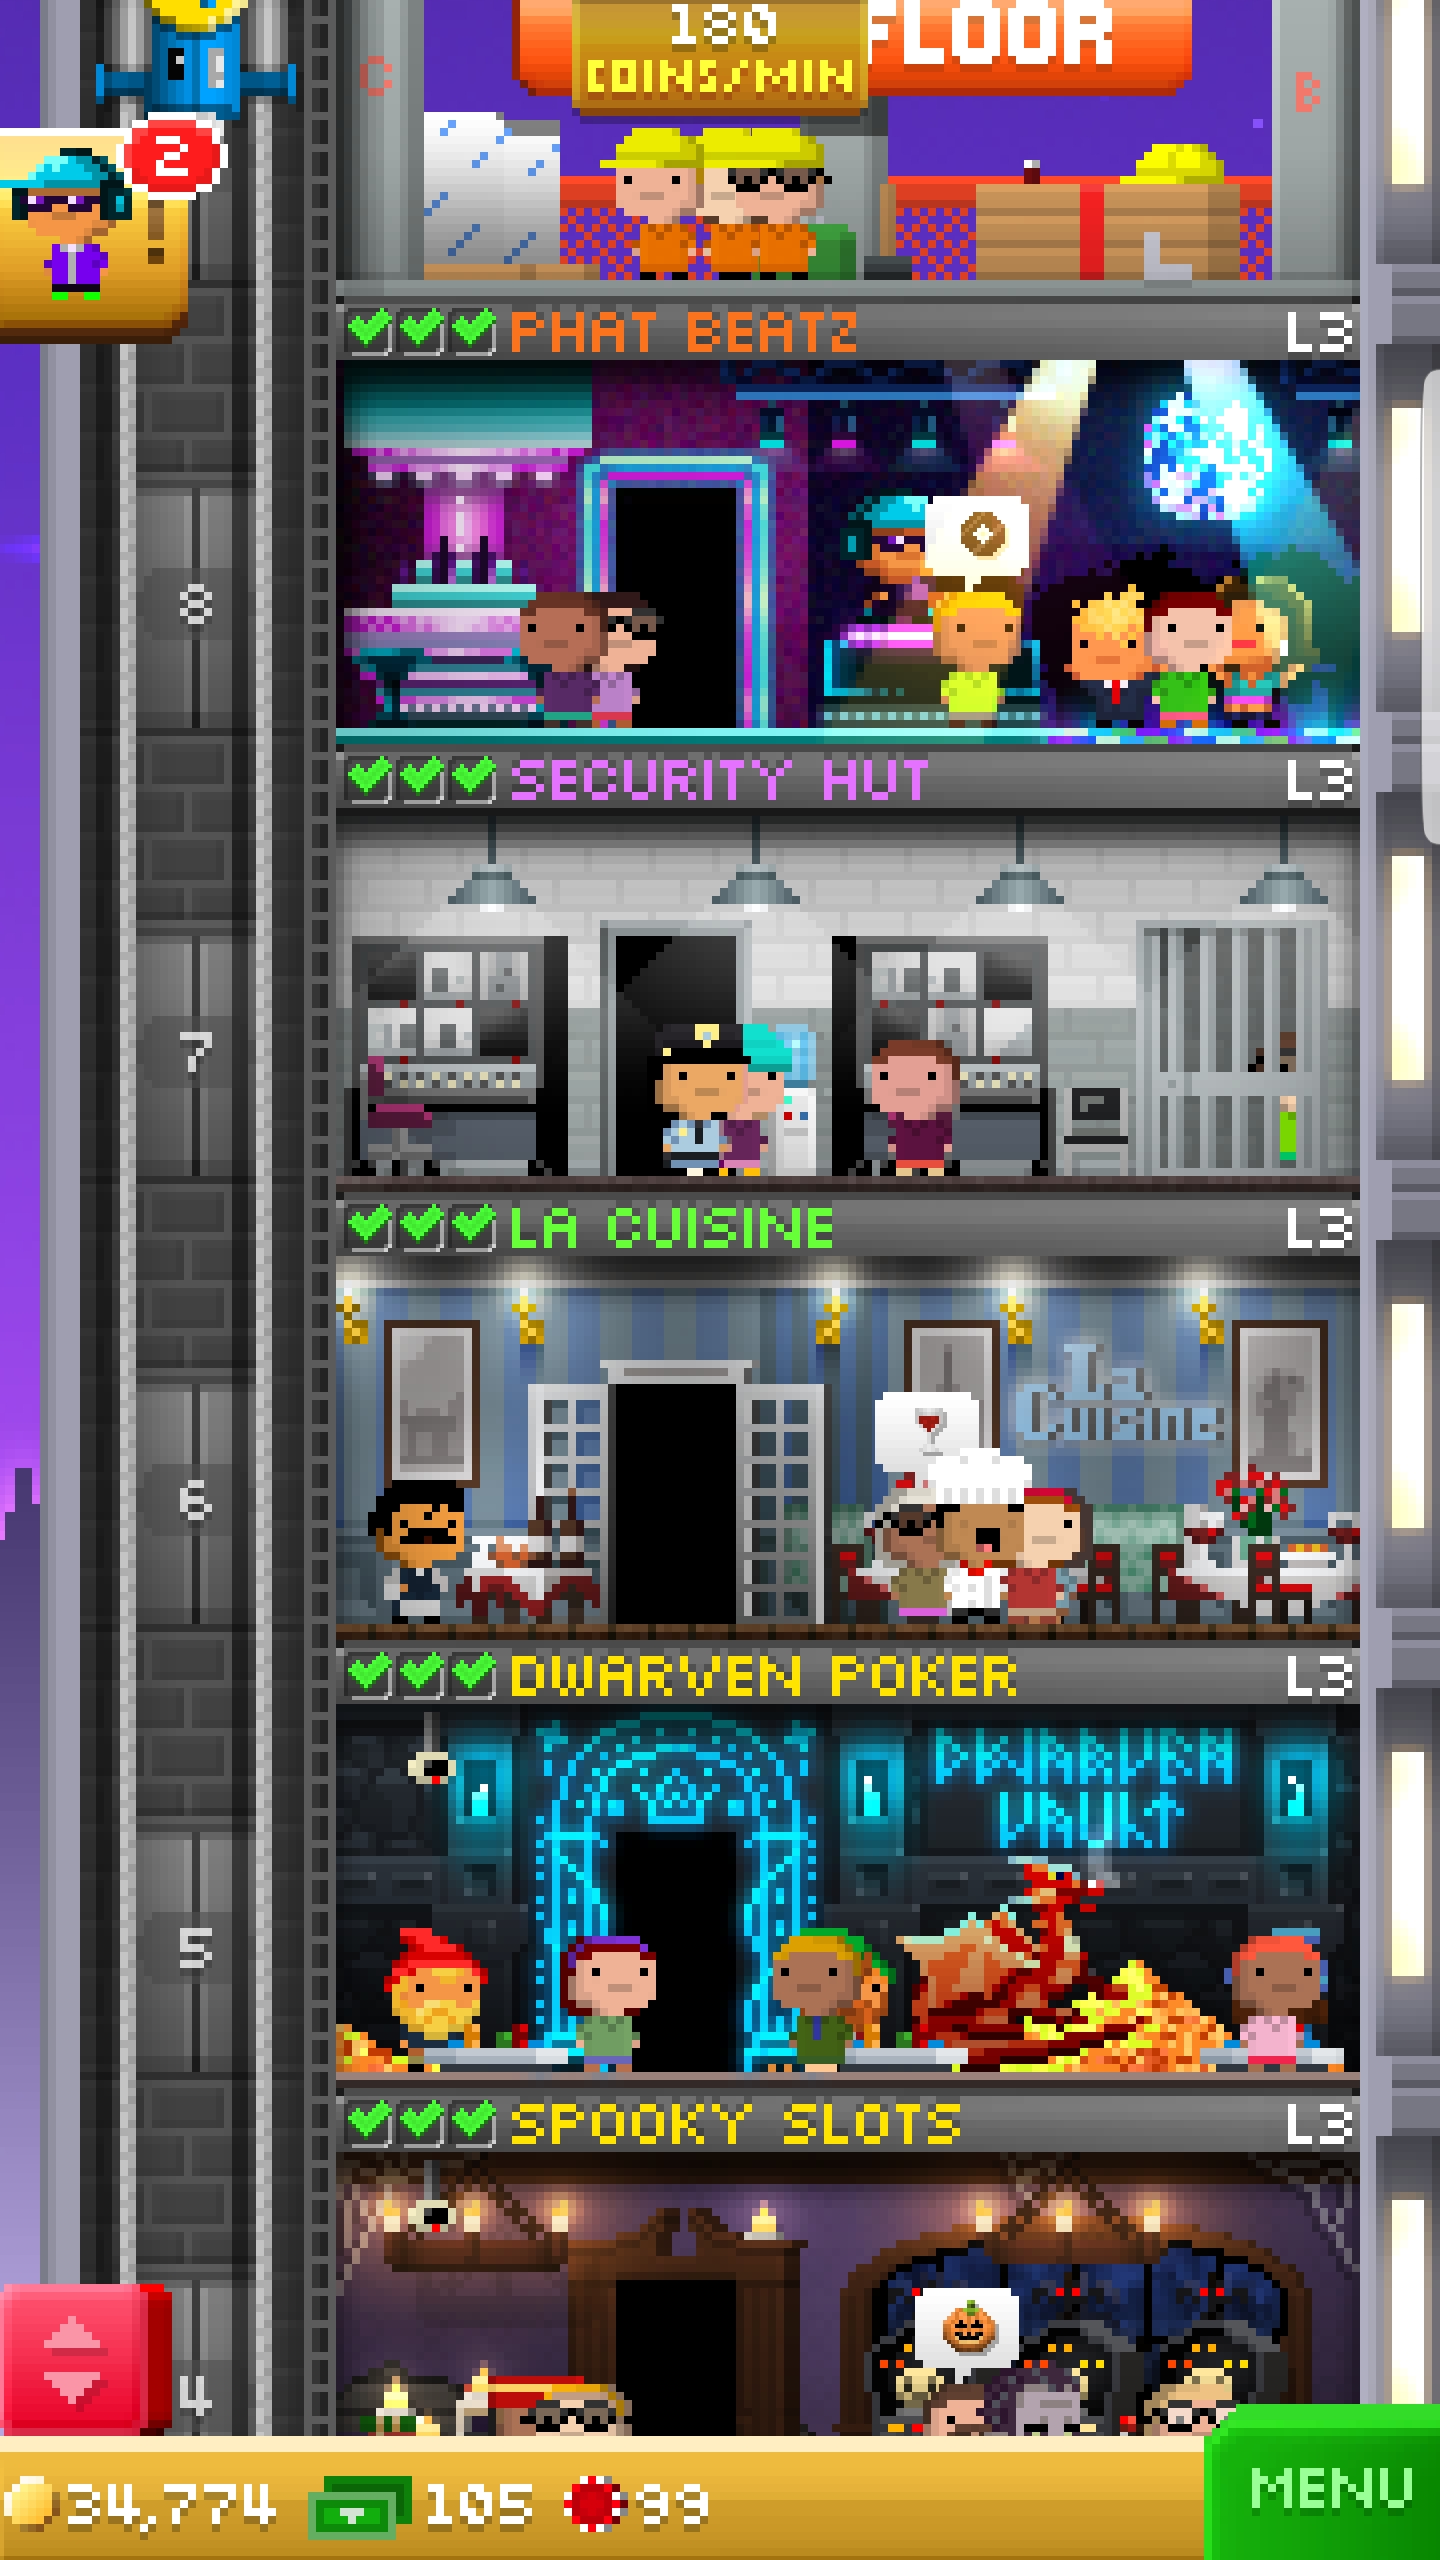 180
COINS/MIN
FLOOR
C
B
2
PHAT BEATZ
L3
8
SECURITY HUT
L3
7
LA CUISINE
L3
La
Cuisine
6
DWARVEN POKER
L3
DWARVEN
VAULT
5
SPOOKY SLOTS
L3
4
34,774
105
99
MENU